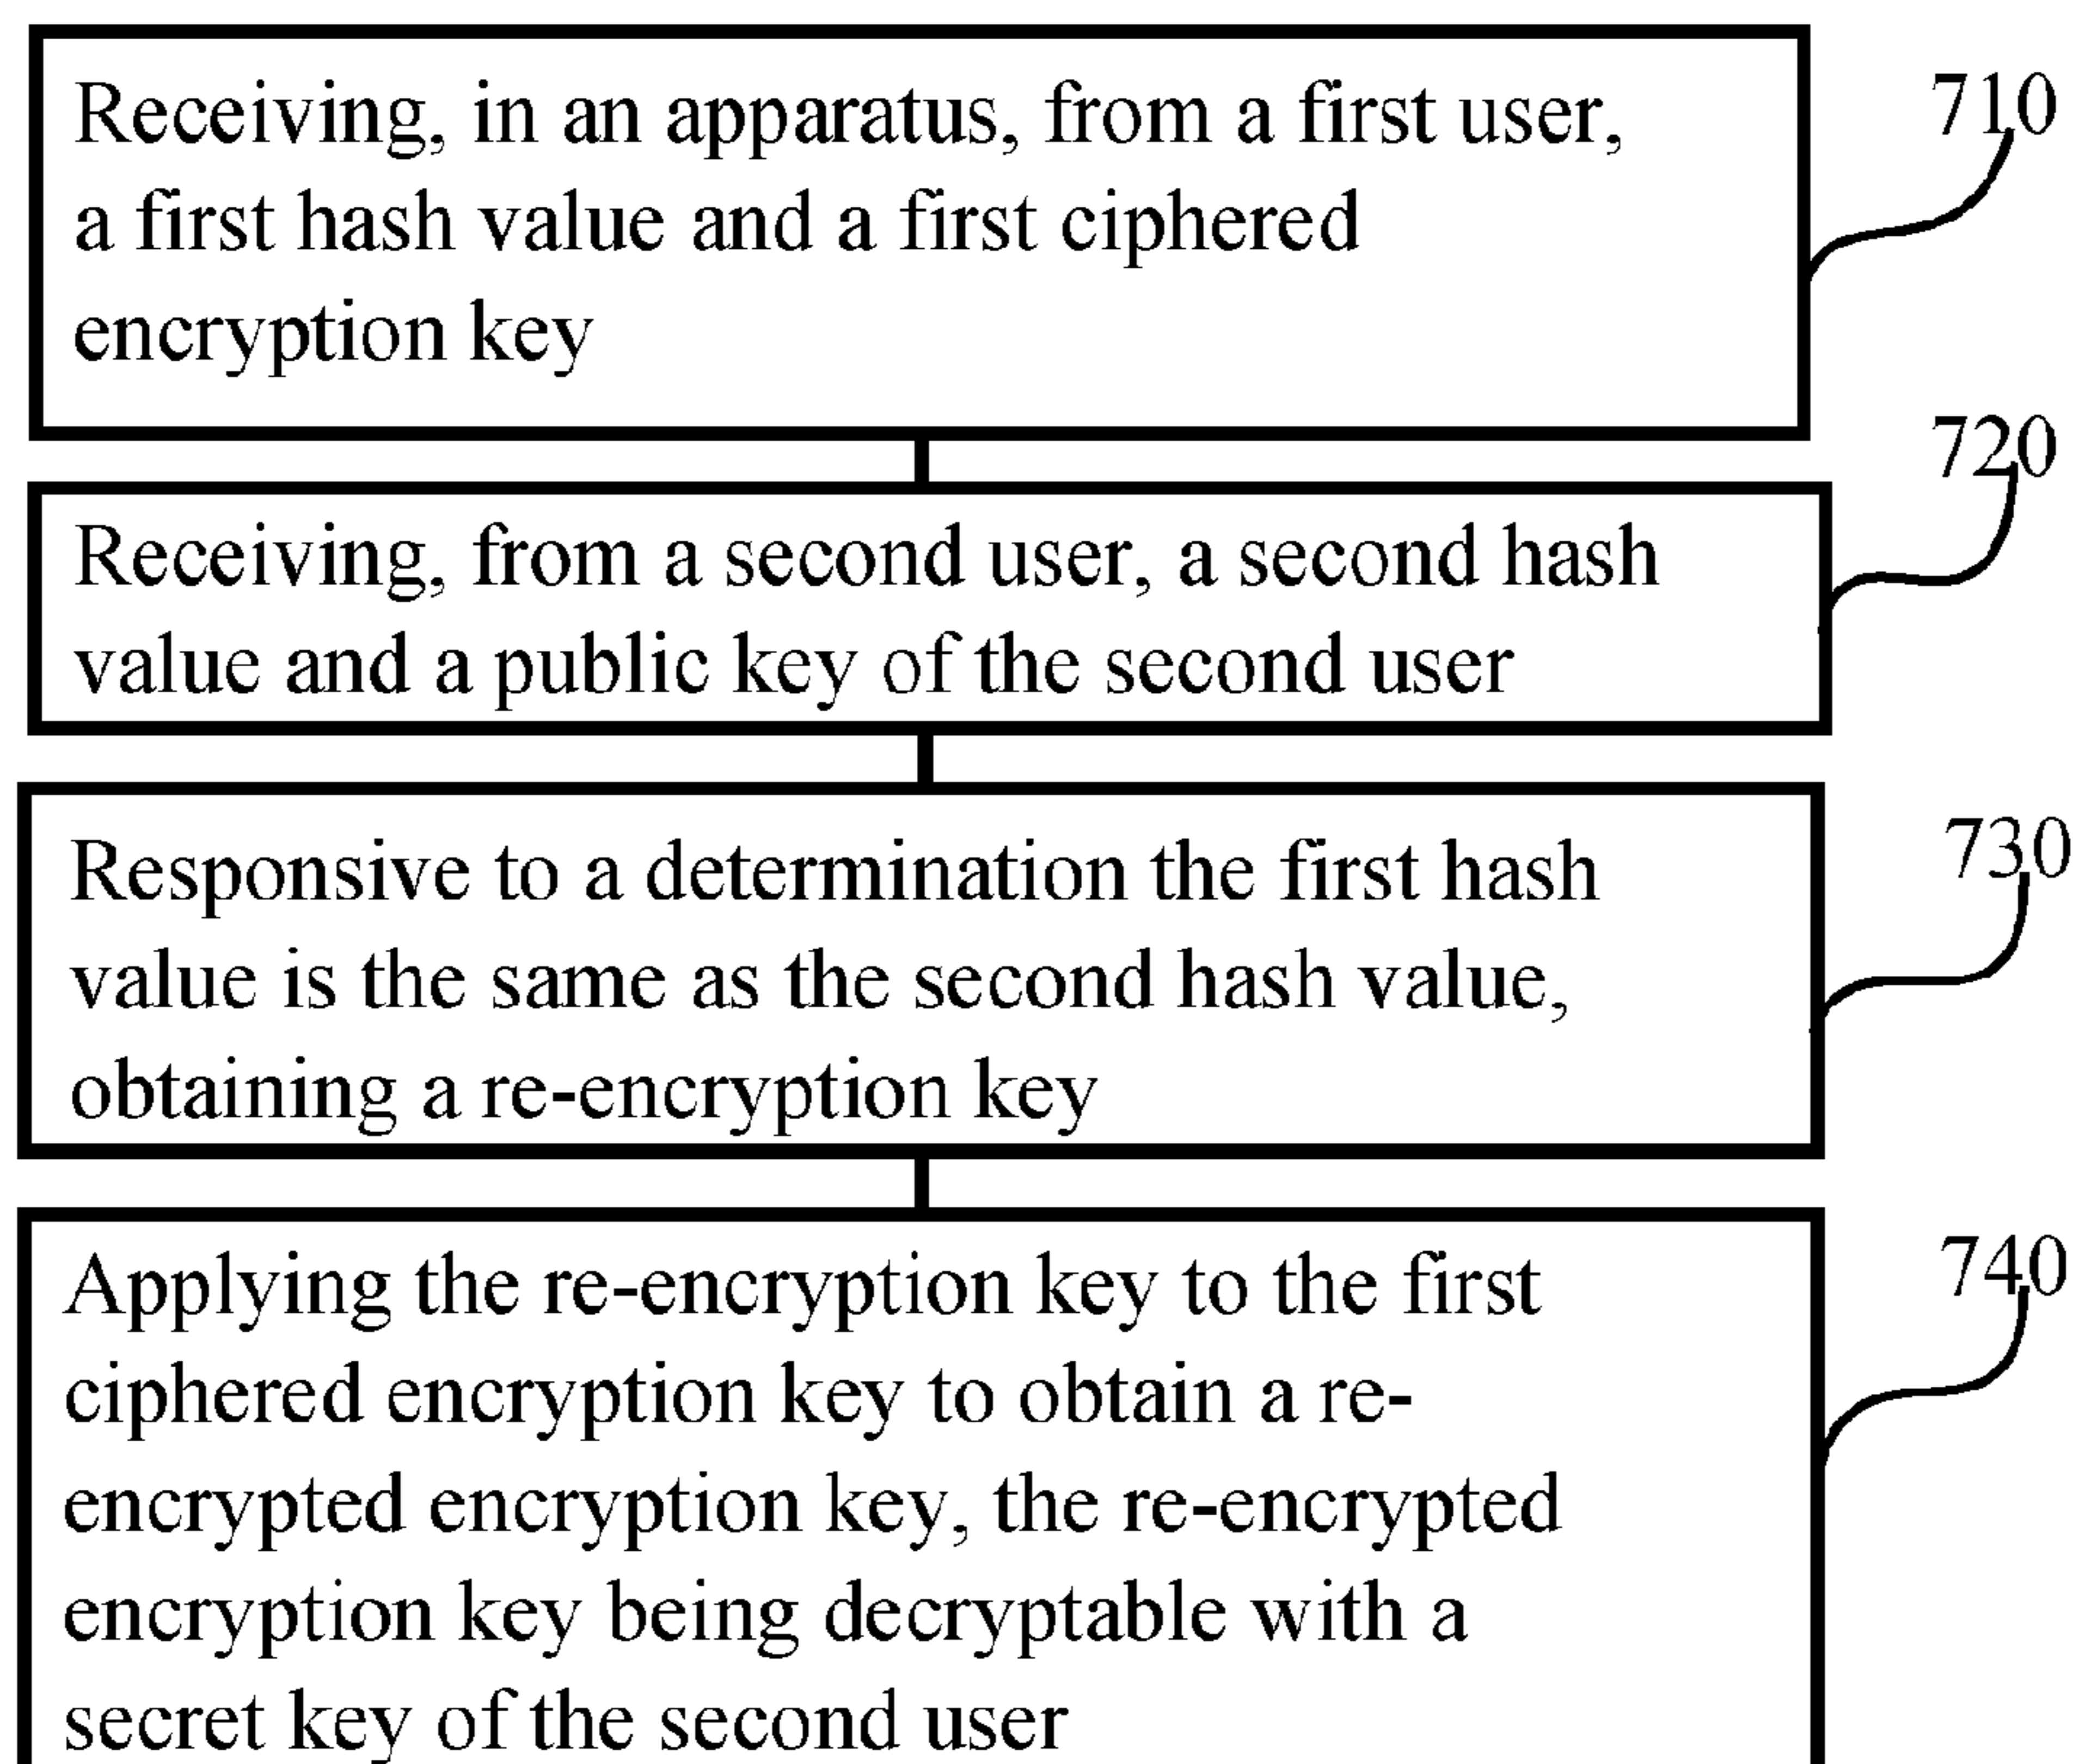 Receiving, in an apparatus, from a first user,
a first hash value and a first ciphered
encryption key
710
Receiving, from a second user, a second hash
value and a public key of the second user
720
Responsive to a determination the first hash
value is the same as the second hash value,
obtaining a re-encryption key
730
Applying the re-encryption key to the first
ciphered encryption key to obtain a re-
encrypted encryption key, the re-encrypted
encryption key being decryptable with a
secret key of the second user
740